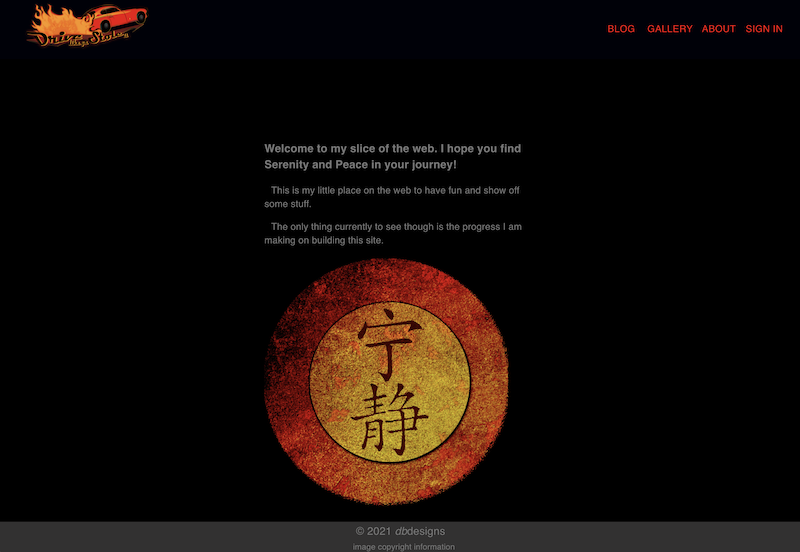 Drive
Stolen
BLOG GALLERY ABOUT SIGN IN
Welcome to my slice of the web. I hope you find
Serenity and Peace in your journey!
This is my little place on the web to have fun and show off
some stuff.
The only thing currently to see though is the progress I am
making on building this site.
宁
静
© 2021 dbdesigns
image copyright information